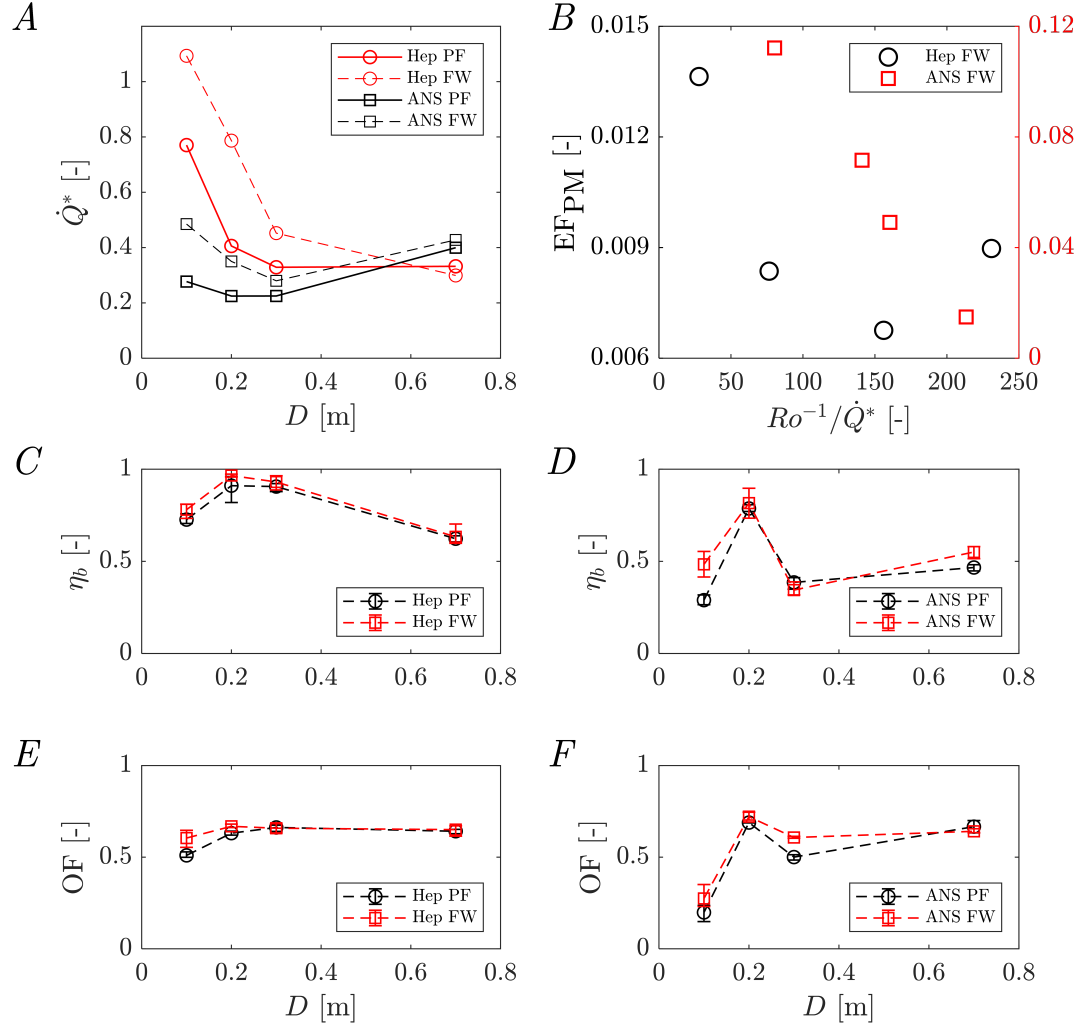 A
Q̇* [-]
1
0.8
0.6
0.4
0.2
0
0 0.2 0.4 0.6 0.8
D [m]
Hep PF
Hep FW
ANS PF
ANS FW
B
EF_PM [-]
0.015
0.012
0.009
0.006
0.12
0.08
0.04
0
0 50 100 150 200 250
Ro⁻¹/Q̇* [-]
Hep FW
ANS FW
C
η_b [-]
1
0.5
0
0 0.2 0.4 0.6 0.8
Hep PF
Hep FW
D
η_b [-]
1
0.5
0
0 0.2 0.4 0.6 0.8
ANS PF
ANS FW
E
OF [-]
1
0.5
0
0 0.2 0.4 0.6 0.8
D [m]
Hep PF
Hep FW
F
OF [-]
1
0.5
0
0 0.2 0.4 0.6 0.8
D [m]
ANS PF
ANS FW